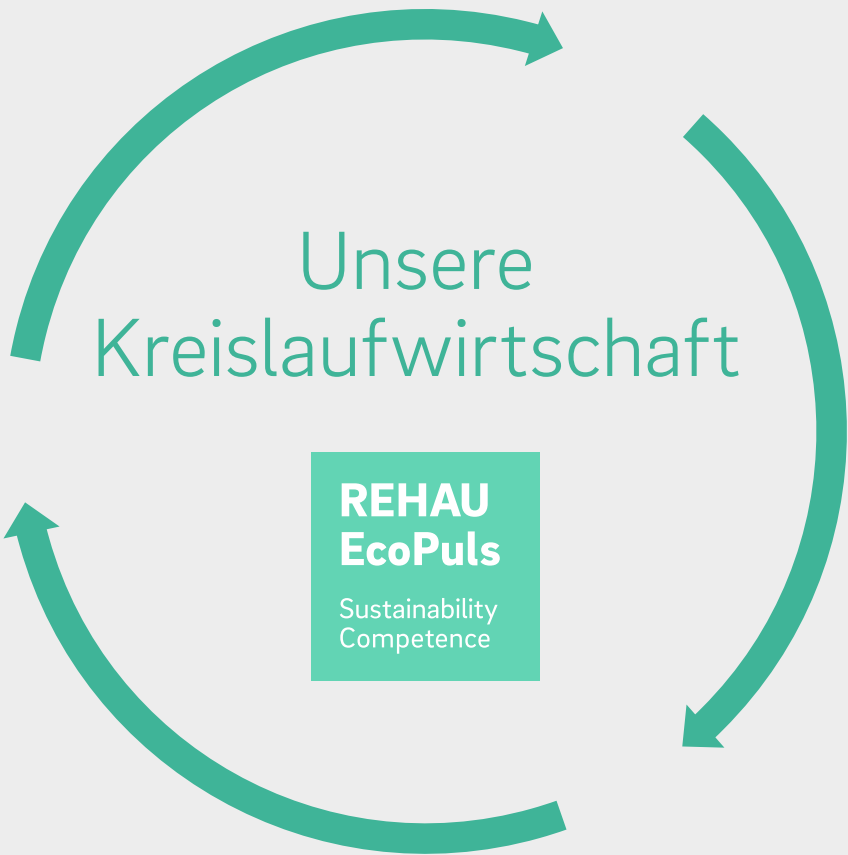 Unsere
Kreislaufwirtschaft
REHAU
EcoPuls
Sustainability
Competence